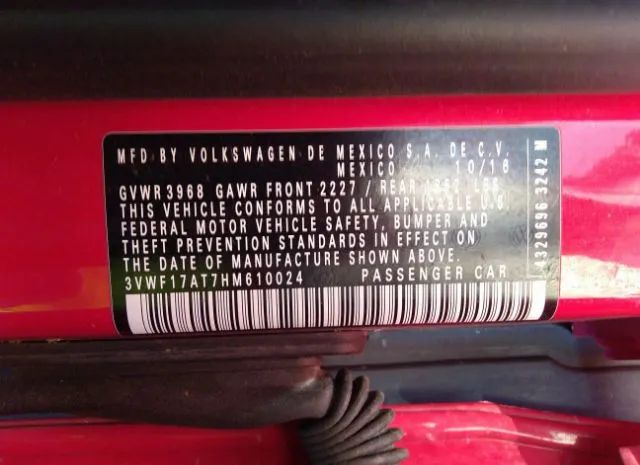 MFD BY VOLKSWAGEN DE MEXICO S.A. DE C.V.
MEXICO 10/16
GVWR 3968 GAWR FRONT 2227 / REAR LBS
THIS VEHICLE CONFORMS TO ALL APPLICABLE U.S.
FEDERAL MOTOR VEHICLE SAFETY, BUMPER AND
THEFT PREVENTION STANDARDS IN EFFECT ON
THE DATE OF MANUFACTURE SHOWN ABOVE.
3VWF17AT7HM610024 PASSENGER CAR
4329696 3242 M